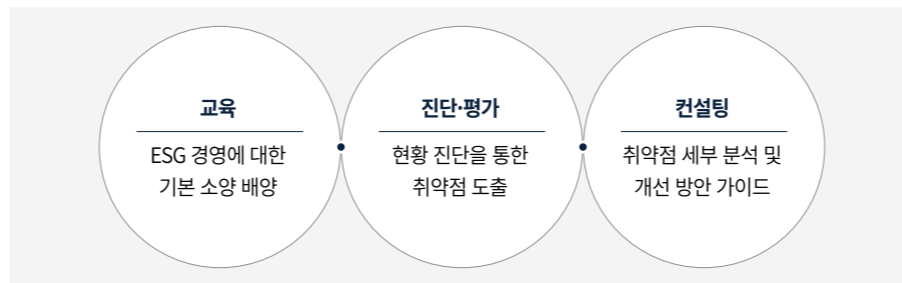 교육
ESG 경영에 대한
기본 소양 배양
진단·평가
현황 진단을 통한
취약점 도출
컨설팅
취약점 세부 분석 및
개선 방안 가이드